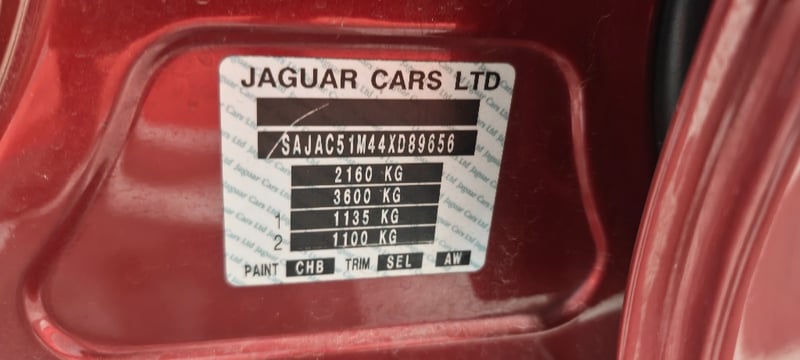 JAGUAR CARS LTD
SAJAC51M44XD89656
2160 KG
3600 KG
1 1135 KG
2 1100 KG
PAINT CHB TRIM SEL AW